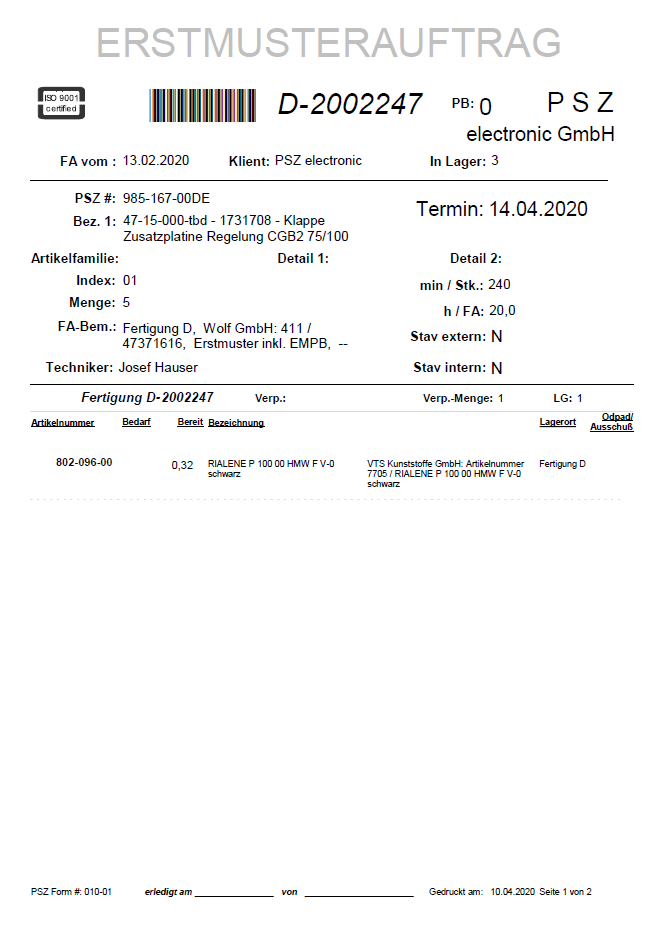 ERSTMUSTERAUFTRAG
ISO 9001
certified
D-2002247
PB: 0
P S Z
electronic GmbH
FA vom : 13.02.2020 Klient: PSZ electronic In Lager: 3
PSZ #: 985-167-00DE
Termin: 14.04.2020
Bez. 1: 47-15-000-tbd - 1731708 - Klappe
Zusatzplatine Regelung CGB2 75/100
Artikelfamilie: Detail 1: Detail 2:
Index: 01
min / Stk.: 240
Menge: 5
h / FA: 20,0
FA-Bem.: Fertigung D, Wolf GmbH: 411 /
47371616, Erstmuster inkl. EMPB, --
Stav extern: N
Techniker: Josef Hauser
Stav intern: N
Fertigung D-2002247 Verp.: Verp.-Menge: 1 LG: 1
Artikelnummer Bedarf Bereit Bezeichnung Lagerort Odpad/
Ausschuß
802-096-00 0,32 RIALENE P 100 00 HMW F V-0 VTS Kunststoffe GmbH: Artikelnummer Fertigung D
schwarz 7705 / RIALENE P 100 00 HMW F V-0
schwarz
PSZ Form #: 010-01 erledigt am _______________ von _______________ Gedruckt am: 10.04.2020 Seite 1 von 2